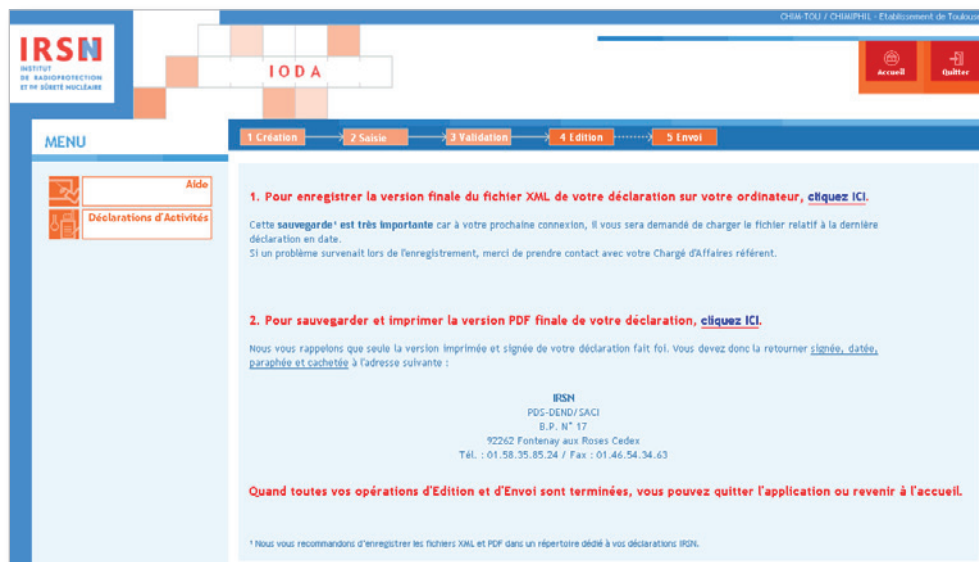 CHIM-TOU / CHIMIPHIL - Etablissement de Toulouse
IRSN
INSTITUT
DE RADIOPROTECTION
ET DE SÛRETÉ NUCLÉAIRE
IODA
Accueil
Quitter
MENU
1 Création
2 Saisie
3 Validation
4 Edition
5 Envoi
Aide
Déclarations d'Activités
1. Pour enregistrer la version finale du fichier XML de votre déclaration sur votre ordinateur, cliquez ICI.
Cette sauvegarde¹ est très importante car à votre prochaine connexion, il vous sera demandé de charger le fichier relatif à la dernière
déclaration en date.
Si un problème survenait lors de l'enregistrement, merci de prendre contact avec votre Chargé d'Affaires référent.
2. Pour sauvegarder et imprimer la version PDF finale de votre déclaration, cliquez ICI.
Nous vous rappelons que seule la version imprimée et signée de votre déclaration fait foi. Vous devez donc la retourner signée, datée,
paraphée et cachetée à l'adresse suivante :
IRSN
PDS-DEND/SACI
B.P. N° 17
92262 Fontenay aux Roses Cedex
Tél. : 01.58.35.85.24 / Fax : 01.46.54.34.63
Quand toutes vos opérations d'Edition et d'Envoi sont terminées, vous pouvez quitter l'application ou revenir à l'accueil.
¹ Nous vous recommandons d'enregistrer les fichiers XML et PDF dans un répertoire dédié à vos déclarations IRSN.